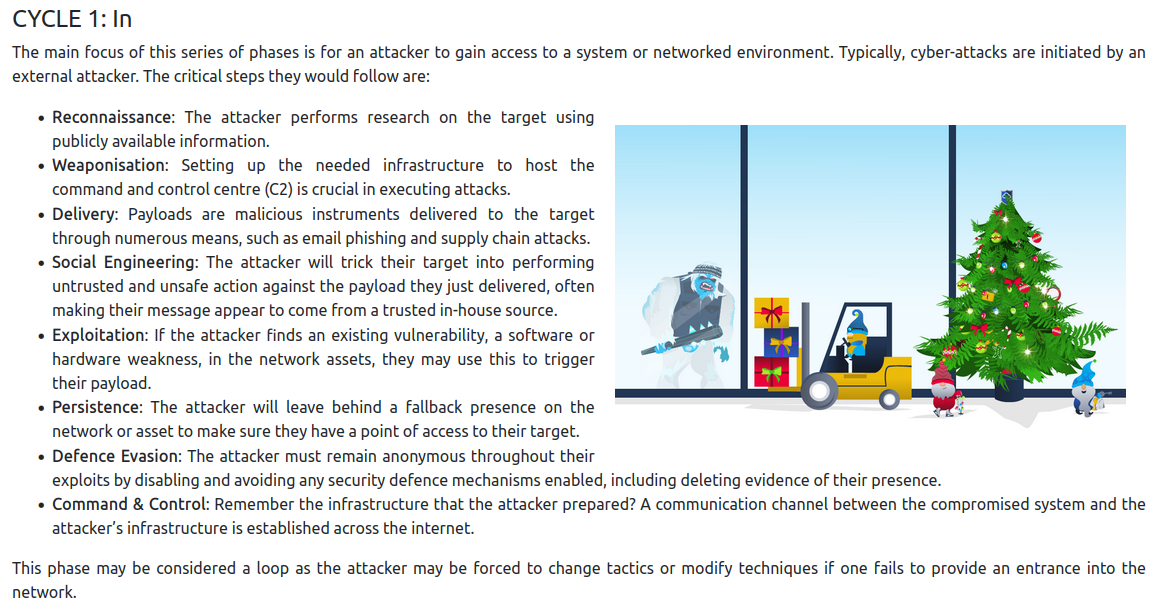 CYCLE 1: In
The main focus of this series of phases is for an attacker to gain access to a system or networked environment. Typically, cyber-attacks are initiated by an
external attacker. The critical steps they would follow are:
• Reconnaissance: The attacker performs research on the target using
publicly available information.
• Weaponisation: Setting up the needed infrastructure to host the
command and control centre (C2) is crucial in executing attacks.
• Delivery: Payloads are malicious instruments delivered to the target
through numerous means, such as email phishing and supply chain attacks.
• Social Engineering: The attacker will trick their target into performing
untrusted and unsafe action against the payload they just delivered, often
making their message appear to come from a trusted in-house source.
• Exploitation: If the attacker finds an existing vulnerability, a software or
hardware weakness, in the network assets, they may use this to trigger
their payload.
• Persistence: The attacker will leave behind a fallback presence on the
network or asset to make sure they have a point of access to their target.
• Defence Evasion: The attacker must remain anonymous throughout their
exploits by disabling and avoiding any security defence mechanisms enabled, including deleting evidence of their presence.
• Command & Control: Remember the infrastructure that the attacker prepared? A communication channel between the compromised system and the
attacker's infrastructure is established across the internet.
This phase may be considered a loop as the attacker may be forced to change tactics or modify techniques if one fails to provide an entrance into the
network.